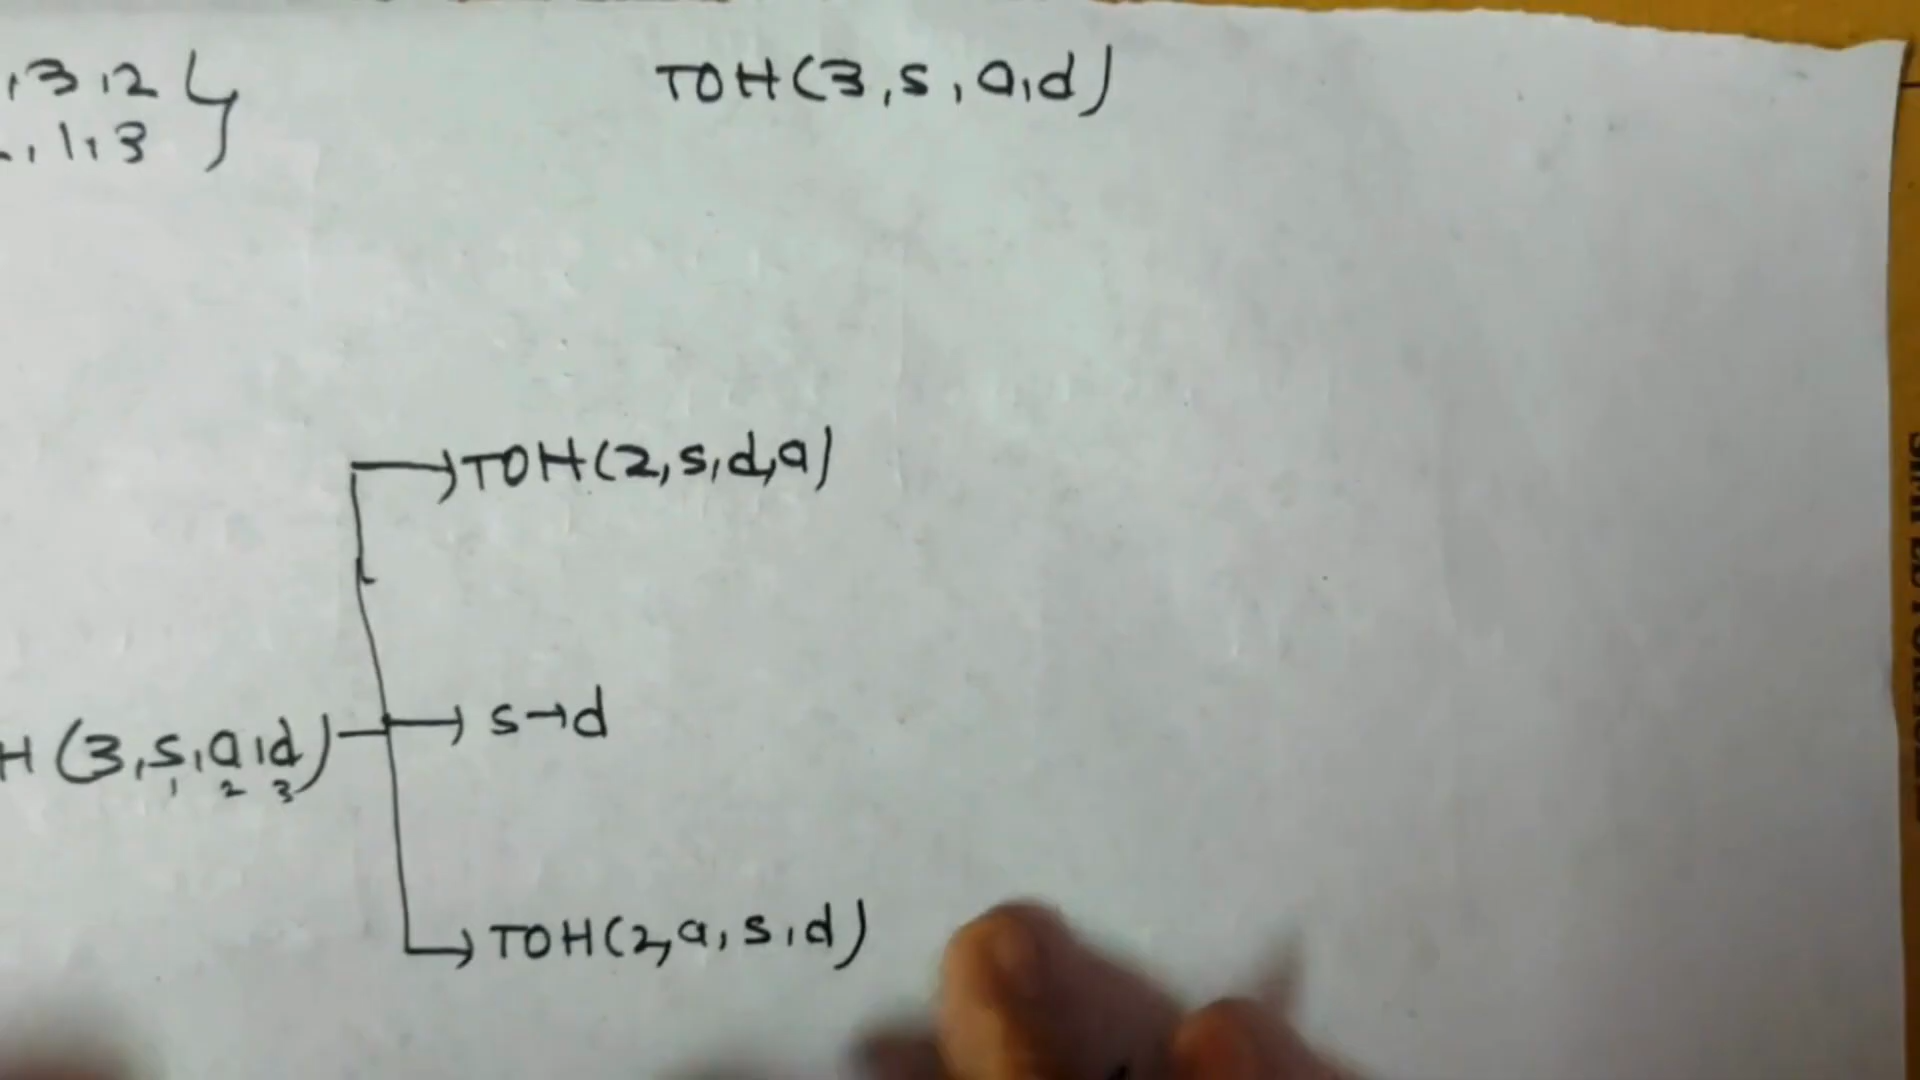 ,3,2
TOH(3,s,a,d)
,1,3
TOH(2,s,d,a)
s→d
H(3,s,a,d)
1 2 3
TOH(2,a,s,d)